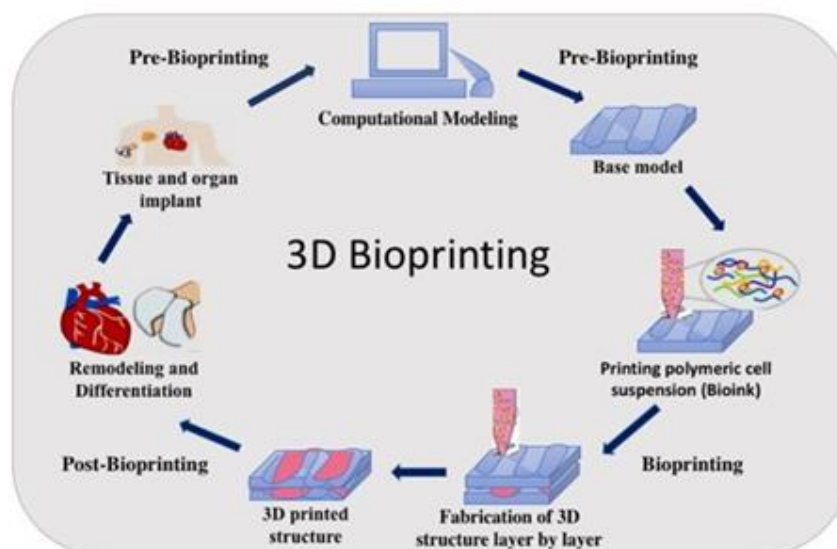 Pre-Bioprinting
Pre-Bioprinting
Computational Modeling
Base model
Tissue and organ
implant
3D Bioprinting
Remodeling and
Differentiation
Printing polymeric cell
suspension (Bioink)
Post-Bioprinting
Bioprinting
3D printed
structure
Fabrication of 3D
structure layer by layer